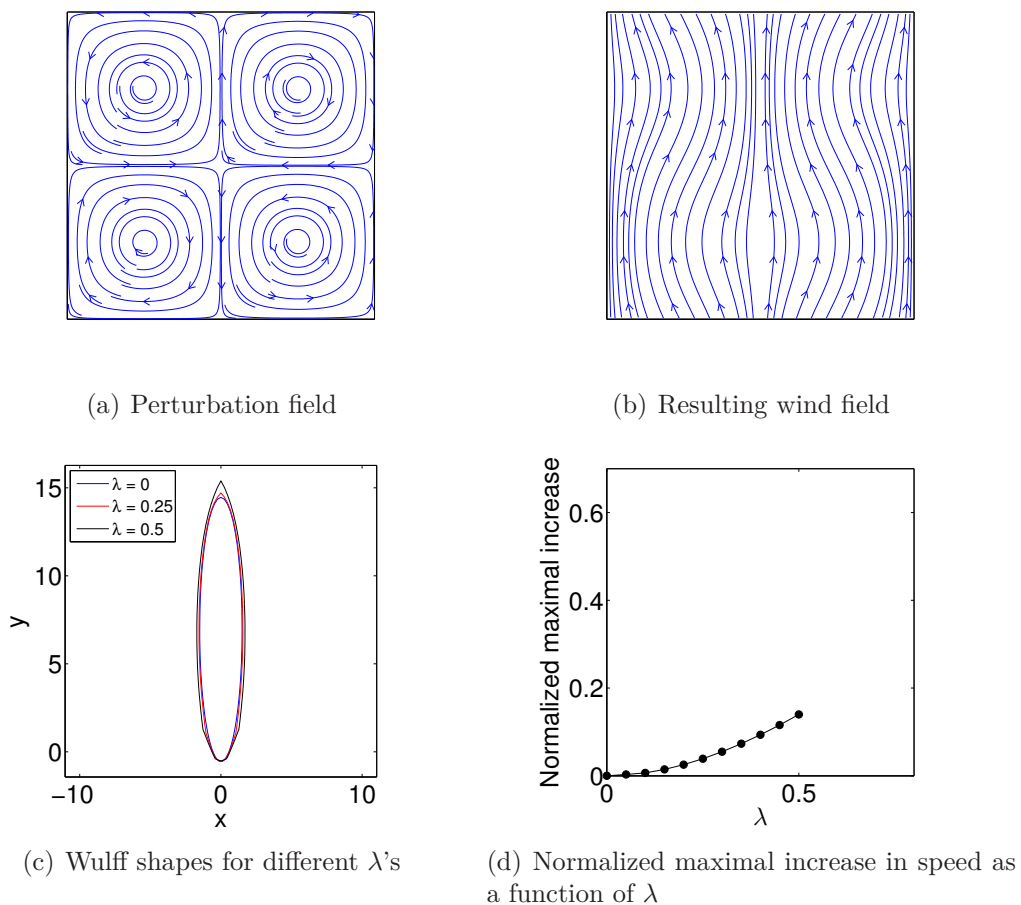 (a) Perturbation field
(b) Resulting wind field
λ = 0
λ = 0.25
λ = 0.5
15
10
5
0
y
−10
0
10
x
(c) Wulff shapes for different λ's
Normalized maximal increase
0.6
0.4
0.2
0
0
0.5
λ
(d) Normalized maximal increase in speed as
a function of λ